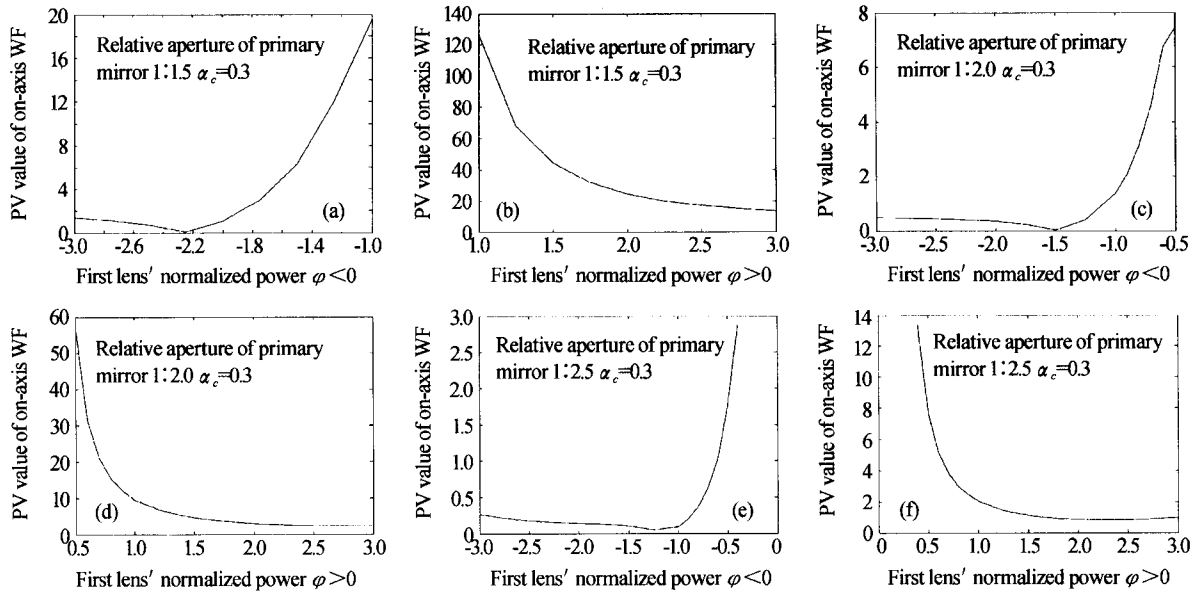 PV value of on-axis WF
20
16
12
8
4
0
Relative aperture of primary
mirror 1∶1.5 α_c=0.3
(a)
-3.0 -2.6 -2.2 -1.8 -1.4 -1.0
First lens′ normalized power φ<0
PV value of on-axis WF
140
120
100
80
60
40
20
0
Relative aperture of primary
mirror 1∶1.5 α_c=0.3
(b)
1.0 1.5 2.0 2.5 3.0
First lens′ normalized power φ>0
PV value of on-axis WF
8
6
4
2
0
Relative aperture of primary
mirror 1∶2.0 α_c=0.3
(c)
-3.0 -2.5 -2.0 -1.5 -1.0 -0.5
First lens′ normalized power φ<0
PV value of on-axis WF
60
50
40
30
20
10
0
Relative aperture of primary
mirror 1∶2.0 α_c=0.3
(d)
0.5 1.0 1.5 2.0 2.5 3.0
First lens′ normalized power φ>0
PV value of on-axis WF
3.0
2.5
2.0
1.5
1.0
0.5
0
Relative aperture of primary
mirror 1∶2.5 α_c=0.3
(e)
-3.0 -2.5 -2.0 -1.5 -1.0 -0.5 0
First lens′ normalized power φ<0
PV value of on-axis WF
14
12
10
8
6
4
2
0
Relative aperture of primary
mirror 1∶2.5 α_c=0.3
(f)
0 0.5 1.0 1.5 2.0 2.5 3.0
First lens′ normalized power φ>0